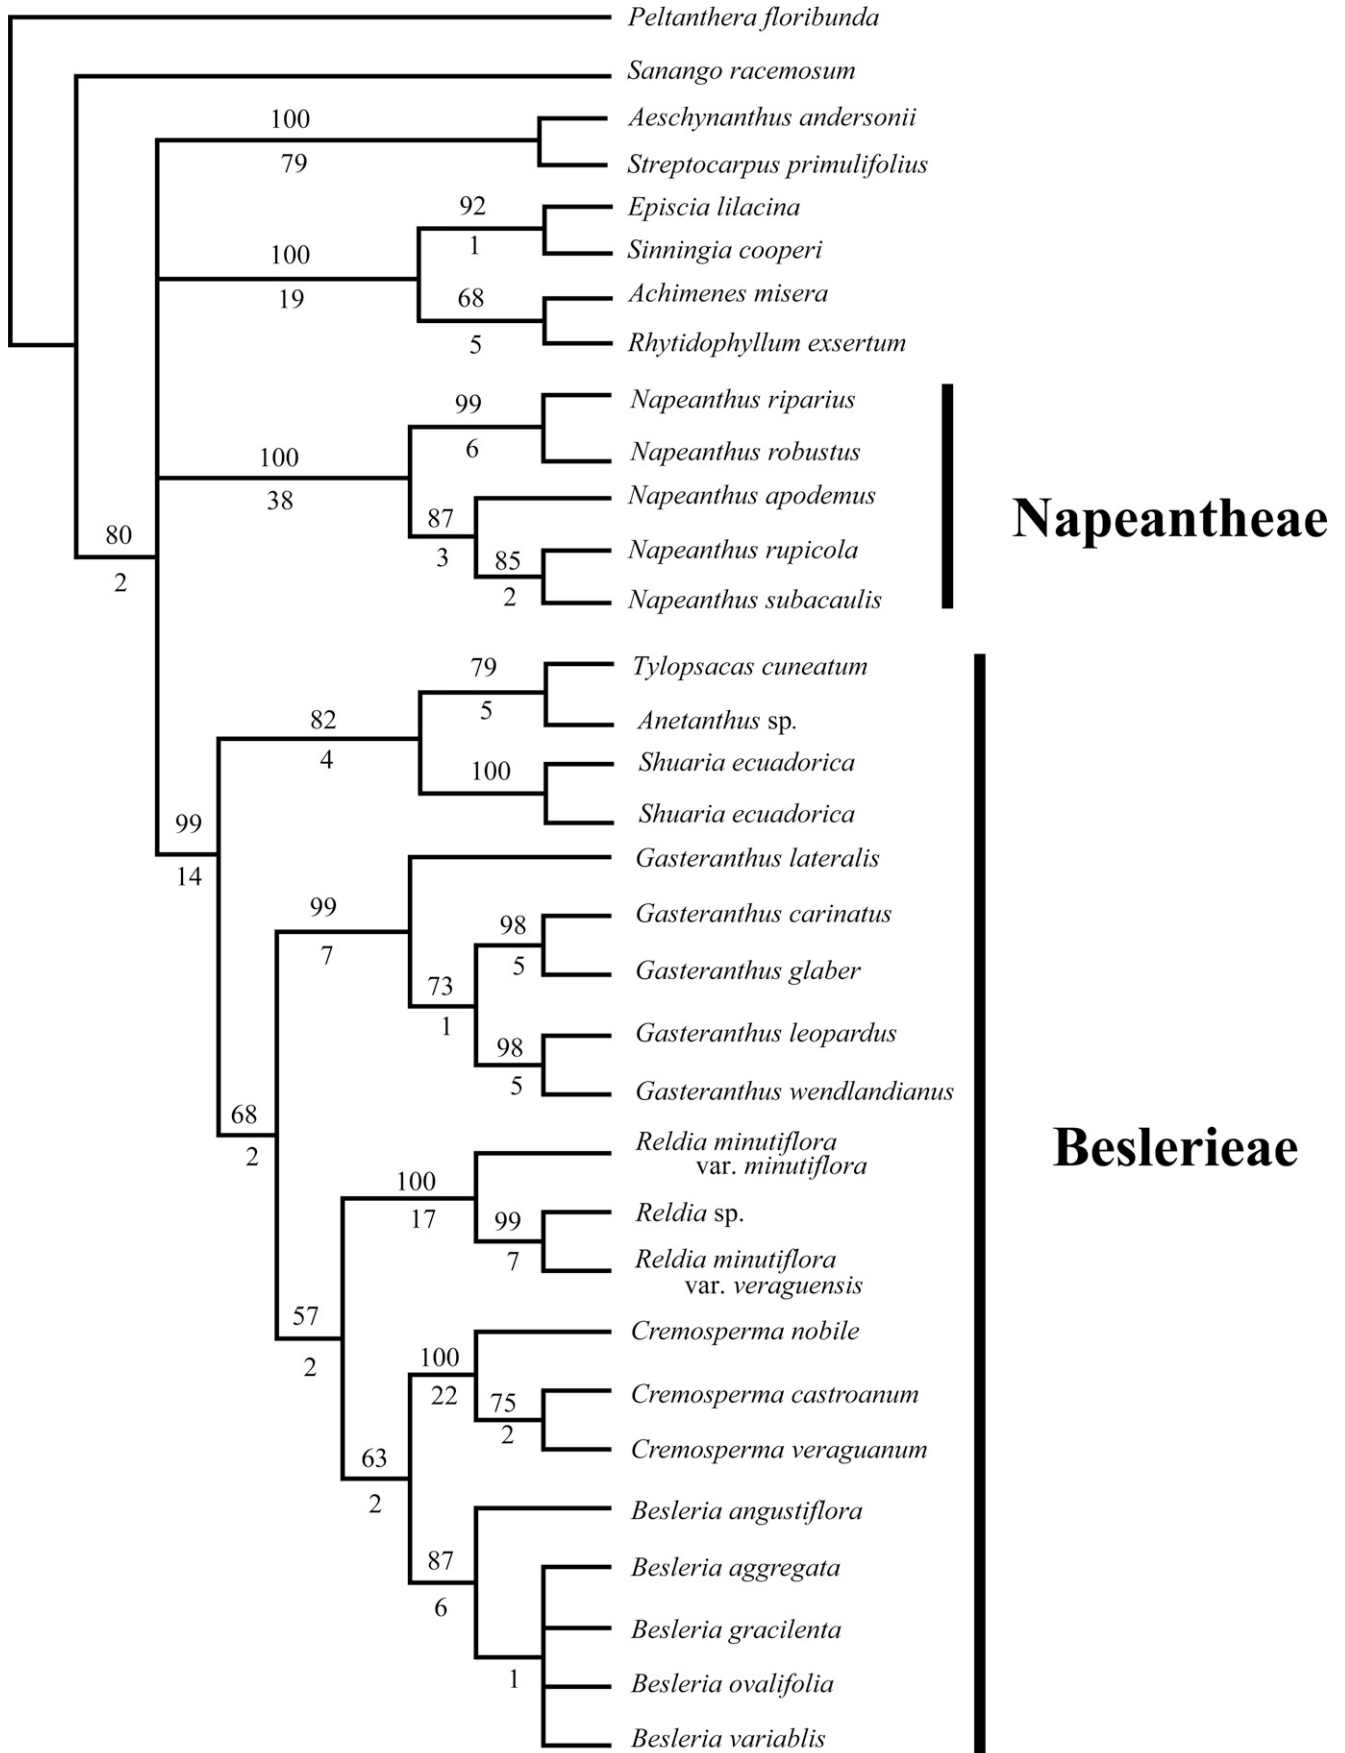 Peltanthera floribunda
Sanango racemosum
100
Aeschynanthus andersonii
79
Streptocarpus primulifolius
92
Episcia lilacina
1
Sinningia cooperi
100
19
68
Achimenes misera
5
Rhytidophyllum exsertum
99
Napeanthus riparius
6
Napeanthus robustus
100
38
Napeanthus apodemus
87
3
85
Napeanthus rupicola
2
Napeanthus subacaulis
Napeantheae
80
2
79
Tylopsacas cuneatum
5
Anetanthus sp.
82
4
100
Shuaria ecuadorica
Shuaria ecuadorica
99
14
Gasteranthus lateralis
99
7
98
Gasteranthus carinatus
5
Gasteranthus glaber
73
1
98
Gasteranthus leopardus
5
Gasteranthus wendlandianus
68
2
Beslerieae
Reldia minutiflora
var. minutiflora
100
17
99
Reldia sp.
7
Reldia minutiflora
var. veraguensis
57
2
Cremosperma nobile
100
22
75
Cremosperma castroanum
2
Cremosperma veraguanum
63
2
Besleria angustiflora
87
6
Besleria aggregata
Besleria gracilenta
1
Besleria ovalifolia
Besleria variablis